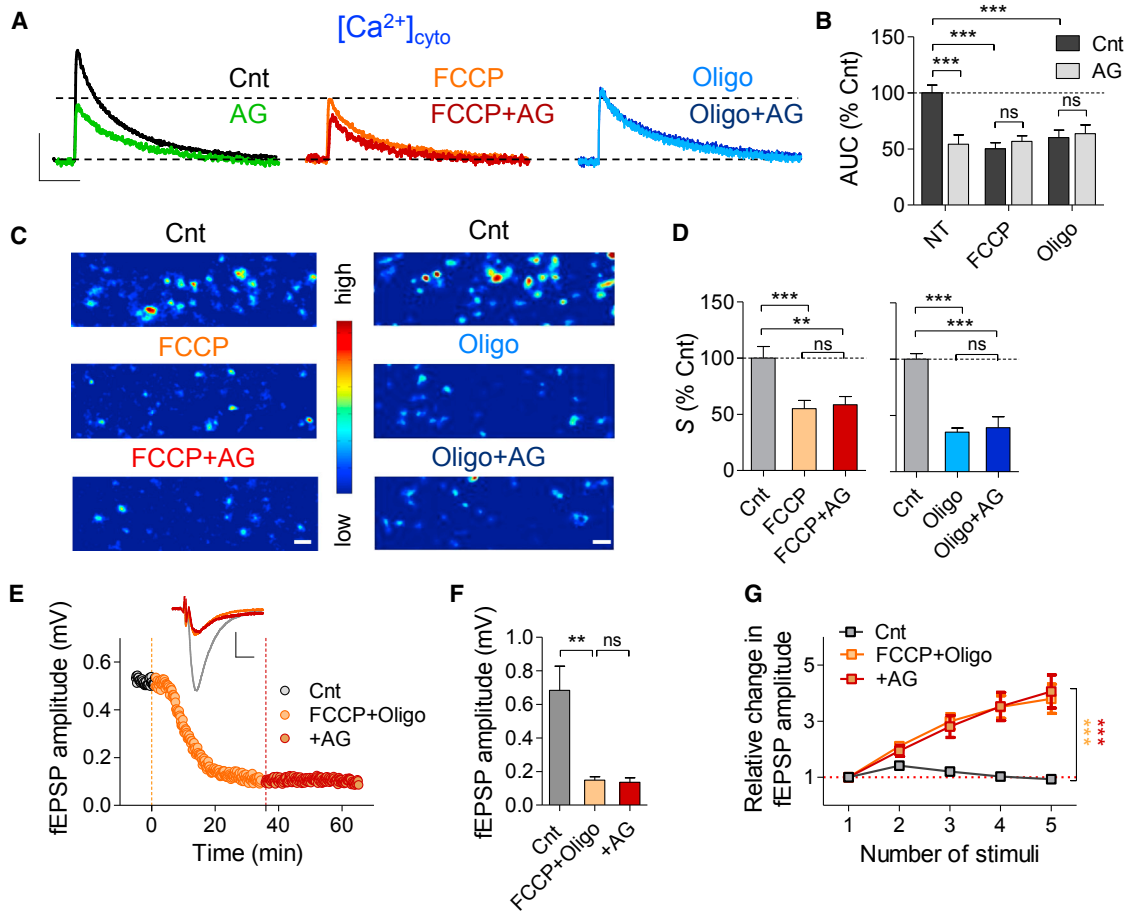 A
[Ca2+]cyto
Cnt
AG
FCCP
FCCP+AG
Oligo
Oligo+AG
B
AUC (% Cnt)
150
100
50
0
***
***
***
ns
ns
Cnt
AG
NT
FCCP
Oligo
C
Cnt
Cnt
FCCP
Oligo
FCCP+AG
Oligo+AG
high
low
D
S (% Cnt)
150
100
50
0
***
**
ns
***
***
ns
Cnt
FCCP
FCCP+AG
Cnt
Oligo
Oligo+AG
E
fEPSP amplitude (mV)
0.6
0.4
0.2
0.0
Cnt
FCCP+Oligo
+AG
0
20
40
60
Time (min)
F
fEPSP amplitude (mV)
1.0
0.8
0.6
0.4
0.2
0.0
**
ns
Cnt
FCCP+Oligo
+AG
G
Relative change in
fEPSP amplitude
5
3
1
Cnt
FCCP+Oligo
+AG
***
***
1
2
3
4
5
Number of stimuli